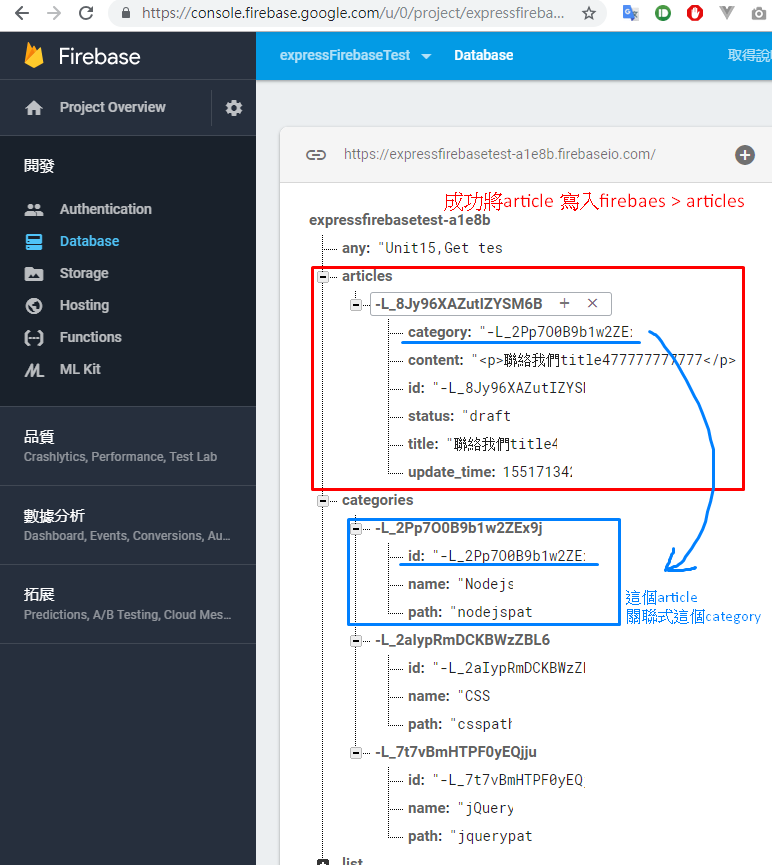 https://console.firebase.google.com/u/0/project/expressfireba...
Firebase
expressFirebaseTest
Database
取得說
Project Overview
https://expressfirebasetest-a1e8b.firebaseio.com/
開發
Authentication
Database
Storage
Hosting
Functions
ML Kit
品質
Crashlytics, Performance, Test Lab
數據分析
Dashboard, Events, Conversions, Au...
拓展
Predictions, A/B Testing, Cloud Mes...
成功將article 寫入firebaes > articles
expressfirebasetest-a1e8b
any: "Unit15,Get tes
articles
-L_8Jy96XAZutIZYSM6B + ×
category: "-L_2Pp7O0B9b1w2ZE
content: "<p>聯絡我們title477777777777</p>
id: "-L_8Jy96XAZutIZYS
status: "draft
title: "聯絡我們title4
update_time: 155171342
categories
-L_2Pp7O0B9b1w2ZEx9j
id: "-L_2Pp7O0B9b1w2ZE
name: "Nodejs
path: "nodejspat
這個article
關聯式這個category
-L_2aIypRmDCKBWzZBL6
id: "-L_2aIypRmDCKBWzZ
name: "CSS
path: "csspath
-L_7t7vBmHTPF0yEQjju
id: "-L_7t7vBmHTPF0yEQ
name: "jQuery
path: "jquerypat
list